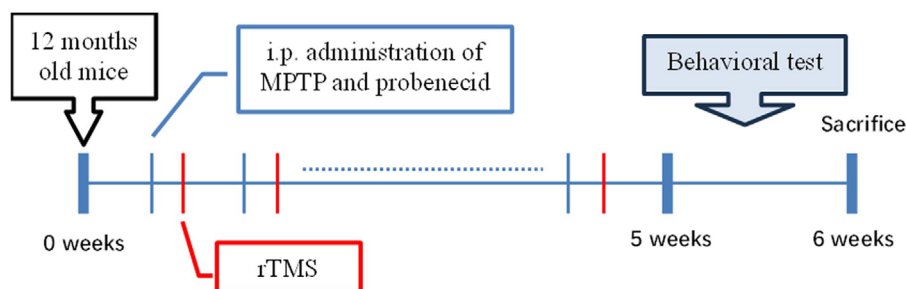 12 months
old mice
i.p. administration of
MPTP and probenecid
Behavioral test
Sacrifice
0 weeks
5 weeks
6 weeks
rTMS